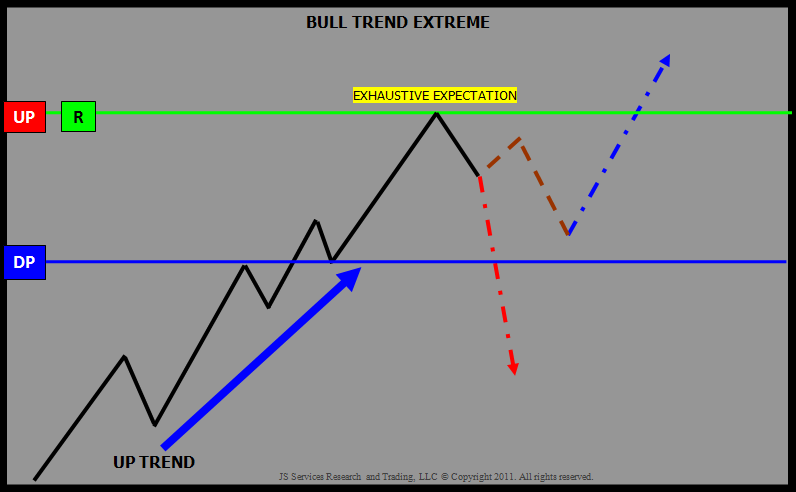 BULL TREND EXTREME
EXHAUSTIVE EXPECTATION
UP R
DP
UP TREND
JS Services Research and Trading, LLC © Copyright 2011. All rights reserved.